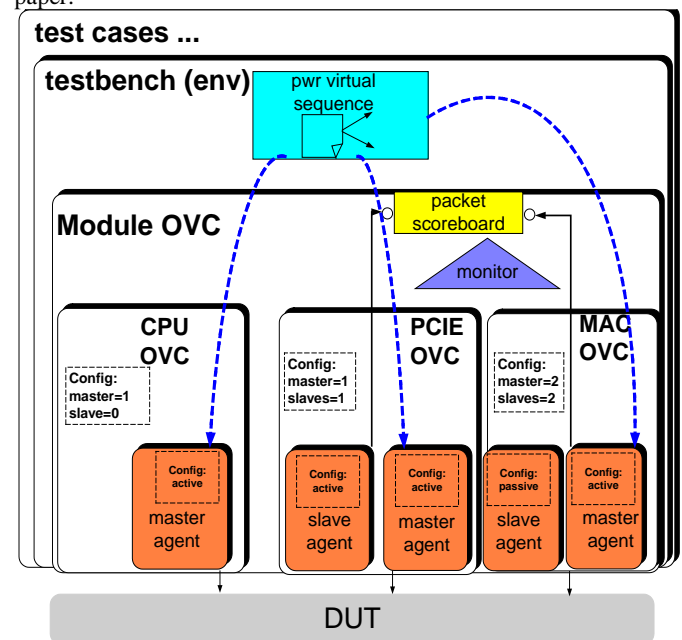 paper.
test cases ...
testbench (env)
pwr virtual
sequence
Module OVC
packet
scoreboard
monitor
CPU
OVC
Config:
master=1
slave=0
Config:
active
master
agent
PCIE
OVC
Config:
master=1
slaves=1
Config:
active
slave
agent
Config:
active
master
agent
MAC
OVC
Config:
master=2
slaves=2
Config:
passive
slave
agent
Config:
active
master
agent
DUT